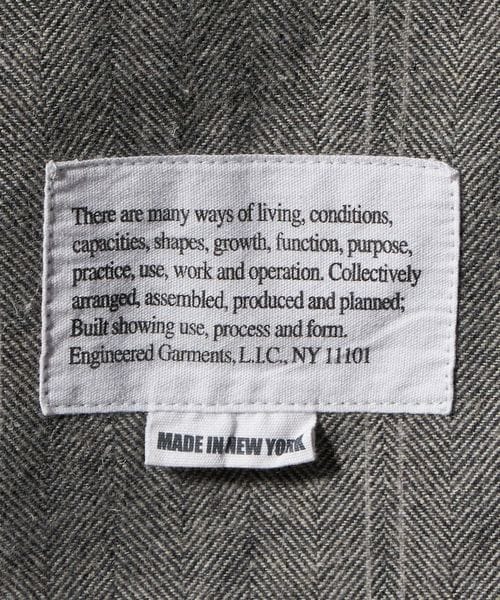 There are many ways of living, conditions,
capacities, shapes, growth, function, purpose,
practice, use, work and operation. Collectively
arranged, assembled, produced and planned;
Built showing use, process and form.
Engineered Garments, L.I.C., NY 11101
MADE IN NEW YORK